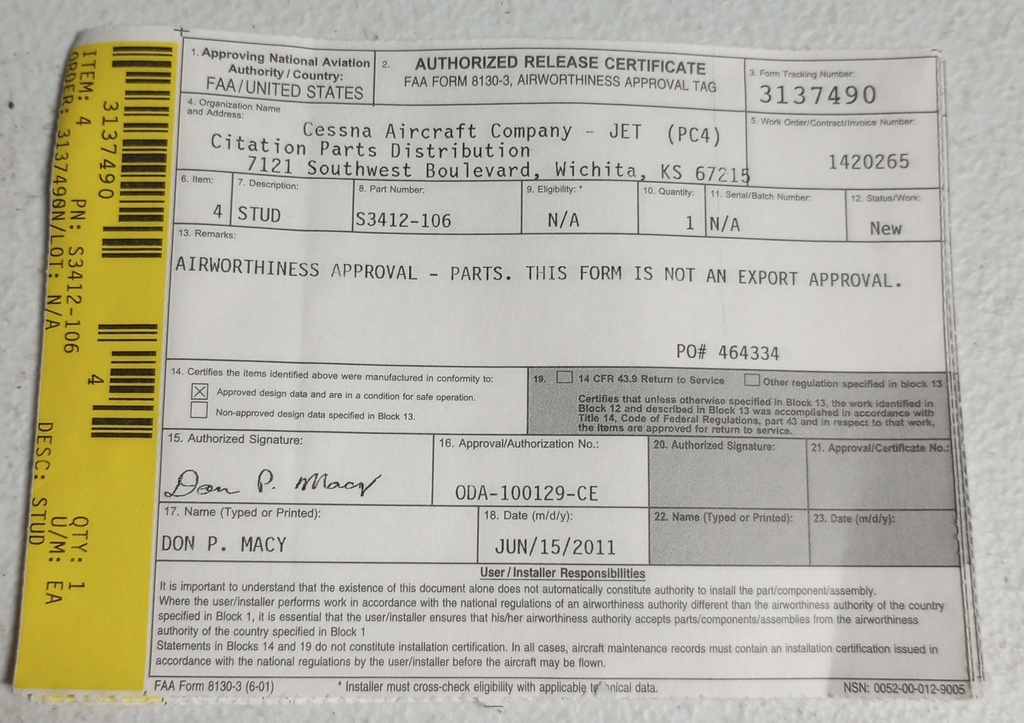 ITEM: 4 PN: S3412-106 QTY: 1
ORDER: 3137490N/LOT: N/A U/M: EA
3137490 4
DESC: STUD
1. Approving National Aviation
Authority / Country:
FAA/UNITED STATES
2.
AUTHORIZED RELEASE CERTIFICATE
FAA FORM 8130-3, AIRWORTHINESS APPROVAL TAG
3. Form Tracking Number:
3137490
4. Organization Name
and Address:
Cessna Aircraft Company - JET (PC4)
Citation Parts Distribution
7121 Southwest Boulevard, Wichita, KS 67215
5. Work Order/Contract/Invoice Number:
1420265
6. Item:
4
7. Description:
STUD
8. Part Number:
S3412-106
9. Eligibility: *
N/A
10. Quantity:
1
11. Serial/Batch Number:
N/A
12. Status/Work:
New
13. Remarks:
AIRWORTHINESS APPROVAL - PARTS. THIS FORM IS NOT AN EXPORT APPROVAL.
PO# 464334
14. Certifies the items identified above were manufactured in conformity to:
Approved design data and are in a condition for safe operation.
Non-approved design data specified in Block 13.
19. 14 CFR 43.9 Return to Service Other regulation specified in block 13
Certifies that unless otherwise specified in Block 13, the work identified in
Block 12 and described in Block 13 was accomplished in accordance with
Title 14, Code of Federal Regulations, part 43 and in respect to that work,
the items are approved for return to service.
15. Authorized Signature:
Don P. Macy
16. Approval/Authorization No.:
ODA-100129-CE
20. Authorized Signature:
21. Approval/Certificate No.:
17. Name (Typed or Printed):
DON P. MACY
18. Date (m/d/y):
JUN/15/2011
22. Name (Typed or Printed):
23. Date (m/d/y):
User/Installer Responsibilities
It is important to understand that the existence of this document alone does not automatically constitute authority to install the part/component/assembly.
Where the user/installer performs work in accordance with the national regulations of an airworthiness authority different than the airworthiness authority of the country
specified in Block 1, it is essential that the user/installer ensures that his/her airworthiness authority accepts parts/components/assemblies from the airworthiness
authority of the country specified in Block 1
Statements in Blocks 14 and 19 do not constitute installation certification. In all cases, aircraft maintenance records must contain an installation certification issued in
accordance with the national regulations by the user/installer before the aircraft may be flown.
FAA Form 8130-3 (6-01)
* Installer must cross-check eligibility with applicable data.
NSN: 0052-00-012-9005